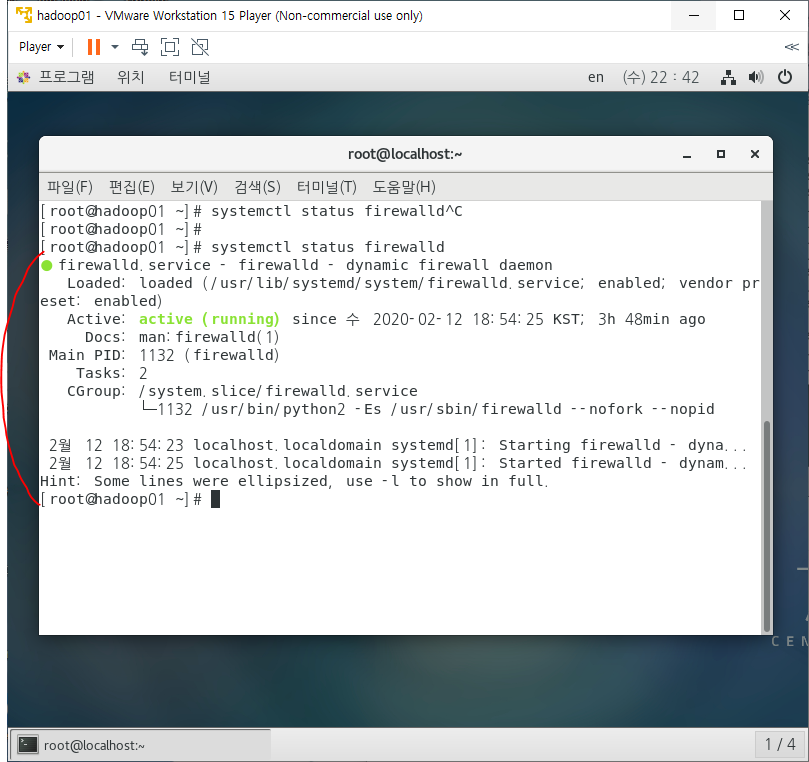 hadoop01 - VMware Workstation 15 Player (Non-commercial use only)
Player
프로그램 위치 터미널 en (수) 22 : 42
root@localhost:~
파일(F) 편집(E) 보기(V) 검색(S) 터미널(T) 도움말(H)
[root@hadoop01 ~]# systemctl status firewalld^C
[root@hadoop01 ~]#
[root@hadoop01 ~]# systemctl status firewalld
● firewalld.service - firewalld - dynamic firewall daemon
Loaded: loaded (/usr/lib/systemd/system/firewalld.service; enabled; vendor pr
eset: enabled)
Active: active (running) since 수 2020-02-12 18:54:25 KST; 3h 48min ago
Docs: man:firewalld(1)
Main PID: 1132 (firewalld)
Tasks: 2
CGroup: /system.slice/firewalld.service
└─1132 /usr/bin/python2 -Es /usr/sbin/firewalld --nofork --nopid
2월 12 18:54:23 localhost.localdomain systemd[1]: Starting firewalld - dyna...
2월 12 18:54:25 localhost.localdomain systemd[1]: Started firewalld - dynam...
Hint: Some lines were ellipsized, use -l to show in full.
[root@hadoop01 ~]#
CEN
root@localhost:~
1 / 4